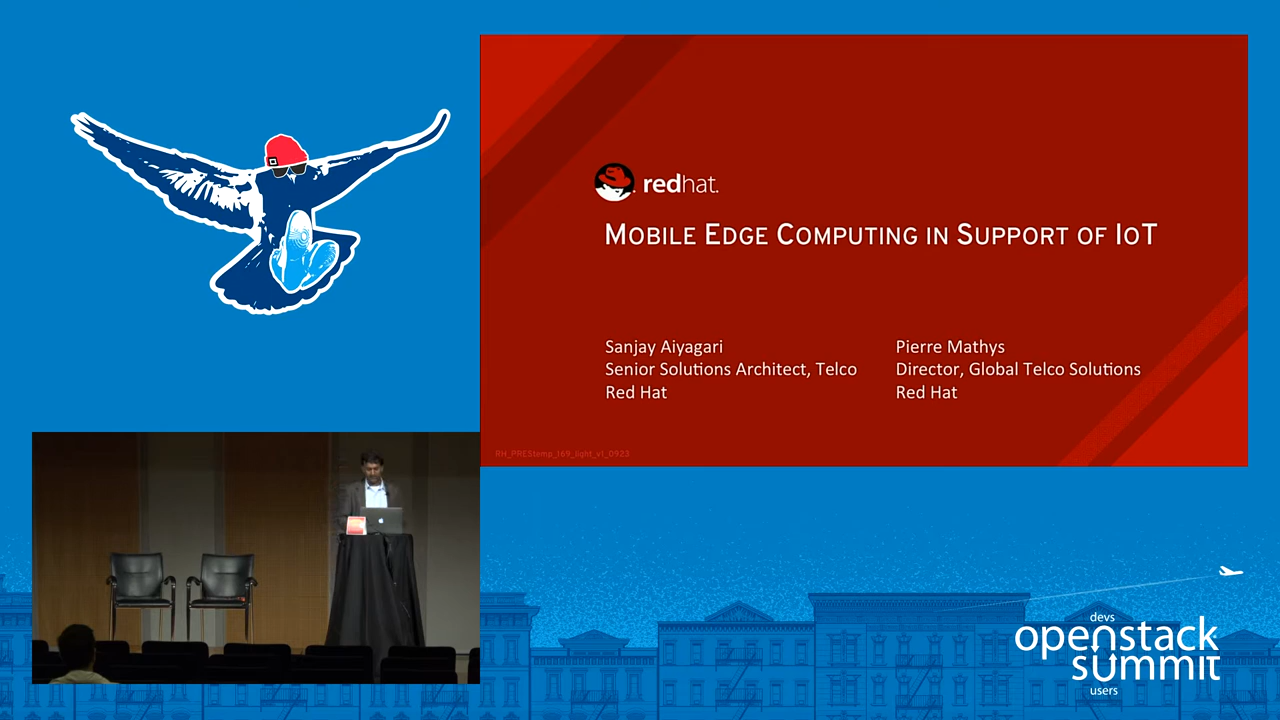 redhat.
MOBILE EDGE COMPUTING IN SUPPORT OF IOT
Sanjay Aiyagari
Senior Solutions Architect, Telco
Red Hat
Pierre Mathys
Director, Global Telco Solutions
Red Hat
RH_PREStemp_169_light_v1_0923
devs
openstack
summit
users